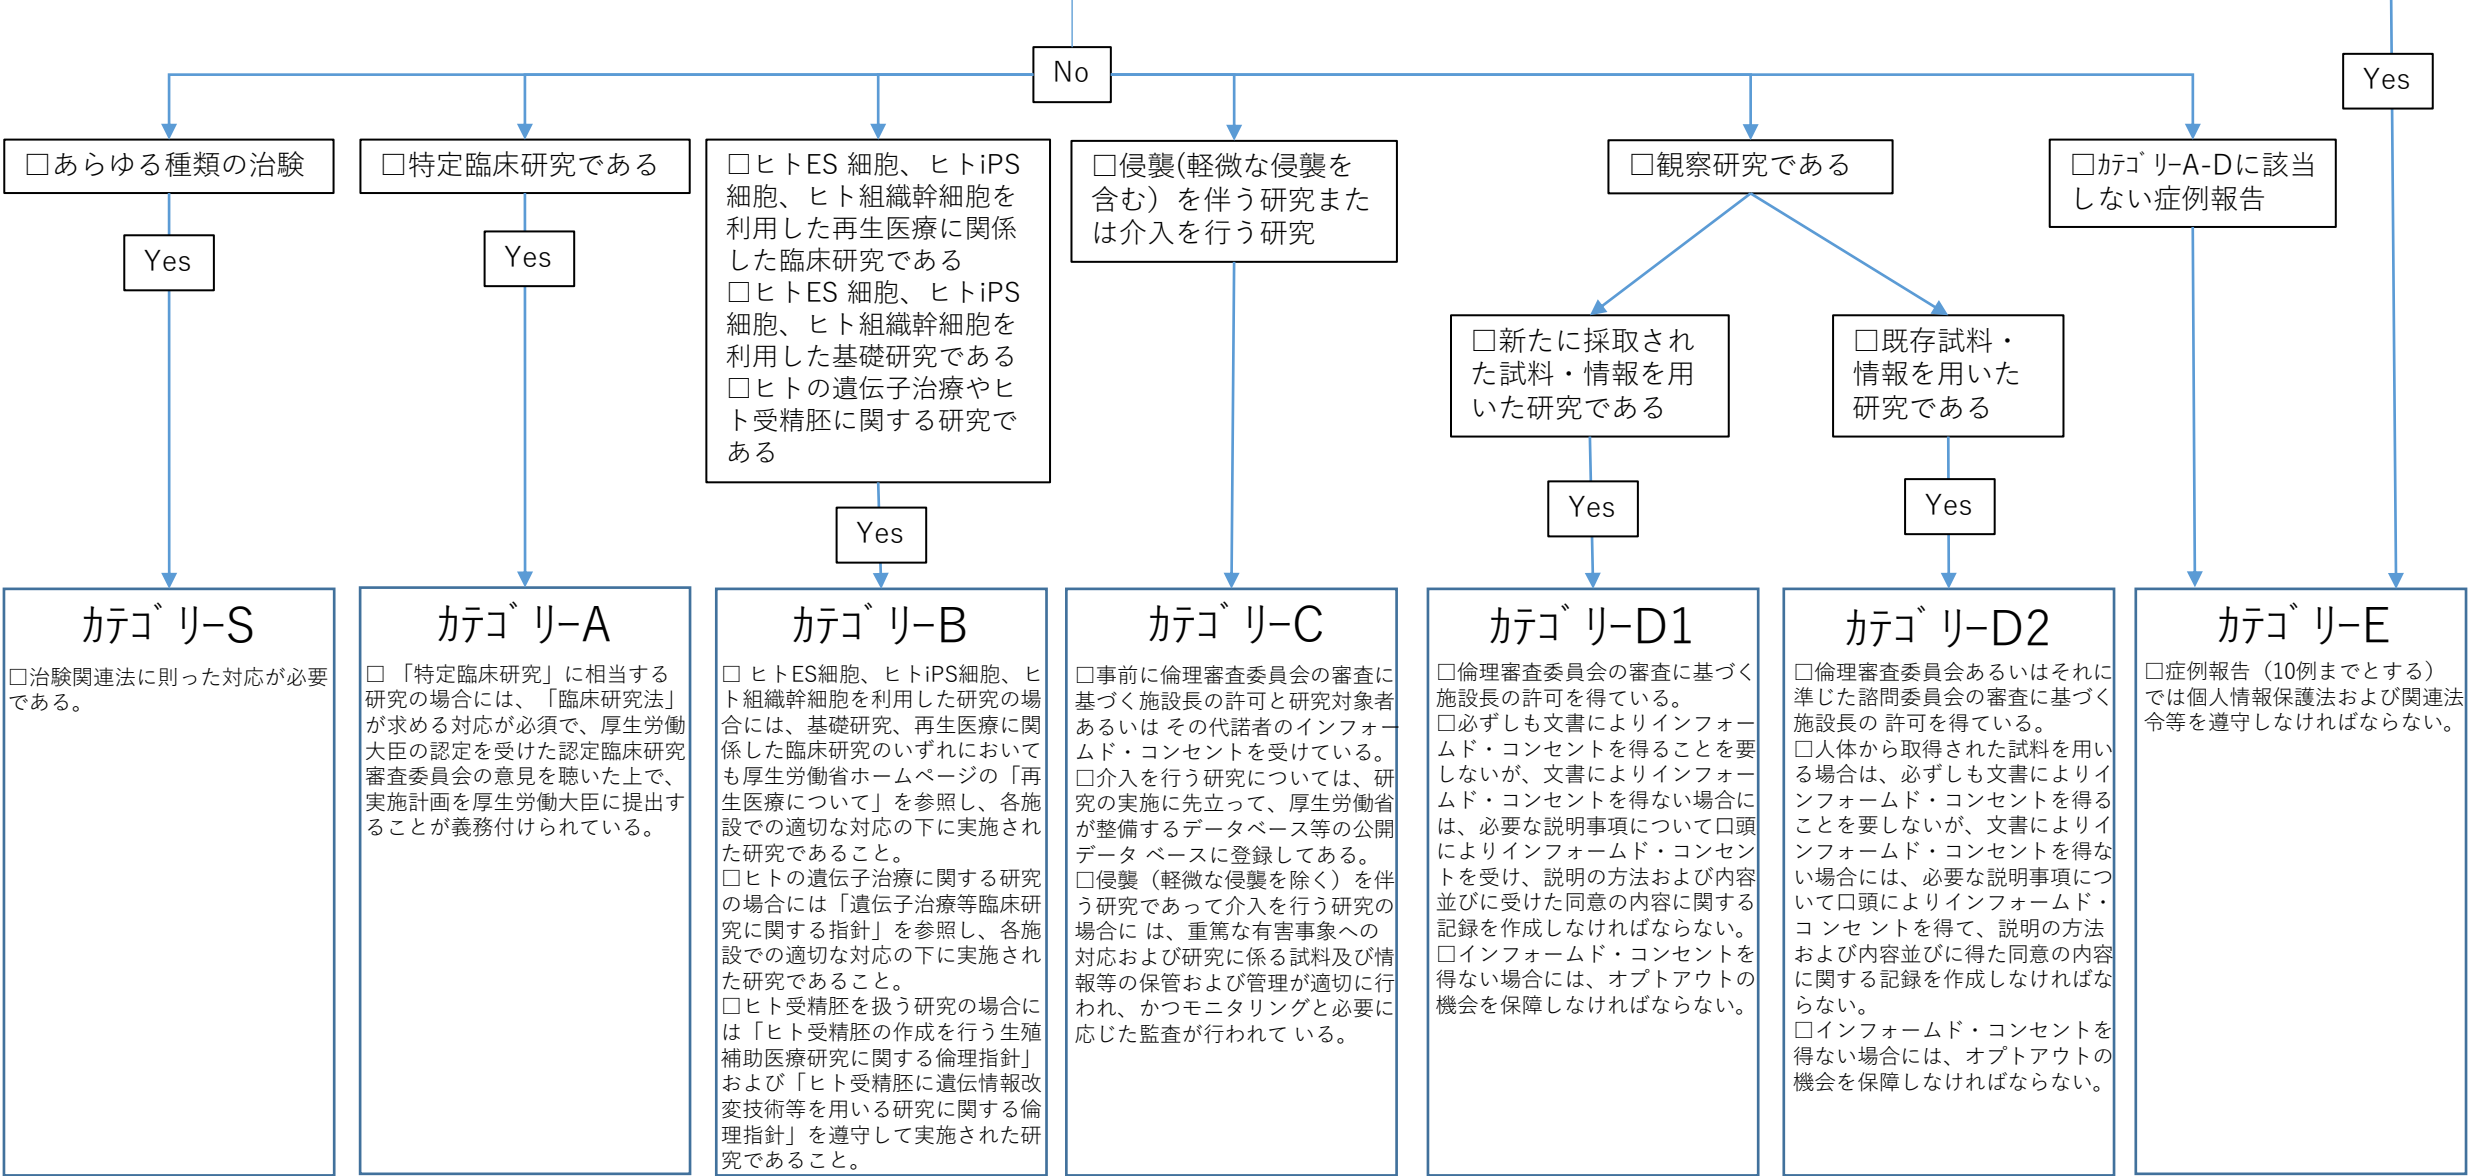 No
Yes
□あらゆる種類の治験
Yes
□特定臨床研究である
Yes
□ヒトES 細胞、ヒトiPS
細胞、ヒト組織幹細胞を
利用した再生医療に関係
した臨床研究である
□ヒトES 細胞、ヒトiPS
細胞、ヒト組織幹細胞を
利用した基礎研究である
□ヒトの遺伝子治療やヒ
ト受精胚に関する研究で
ある
Yes
□侵襲(軽微な侵襲を
含む）を伴う研究また
は介入を行う研究
□観察研究である
□新たに採取され
た試料・情報を用
いた研究である
Yes
□既存試料・
情報を用いた
研究である
Yes
□ｶﾃｺﾞﾘｰA-Dに該当
しない症例報告
ｶﾃｺﾞﾘｰS
□治験関連法に則った対応が必要
である。
ｶﾃｺﾞﾘｰA
□ 「特定臨床研究」に相当する
研究の場合には、「臨床研究法」
が求める対応が必須で、厚生労働
大臣の認定を受けた認定臨床研究
審査委員会の意見を聴いた上で、
実施計画を厚生労働大臣に提出す
ることが義務付けられている。
ｶﾃｺﾞﾘｰB
□ ヒトES細胞、ヒトiPS細胞、ヒ
ト組織幹細胞を利用した研究の場
合には、基礎研究、再生医療に関
係した臨床研究のいずれにおいて
も厚生労働省ホームページの「再
生医療について」を参照し、各施
設での適切な対応の下に実施され
た研究であること。
□ヒトの遺伝子治療に関する研究
の場合には「遺伝子治療等臨床研
究に関する指針」を参照し、各施
設での適切な対応の下に実施され
た研究であること。
□ヒト受精胚を扱う研究の場合に
は「ヒト受精胚の作成を行う生殖
補助医療研究に関する倫理指針」
および「ヒト受精胚に遺伝情報改
変技術等を用いる研究に関する倫
理指針」を遵守して実施された研
究であること。
ｶﾃｺﾞﾘｰC
□事前に倫理審査委員会の審査に
基づく施設長の許可と研究対象者
あるいは その代諾者のインフォー
ムド・コンセントを受けている。
□介入を行う研究については、研
究の実施に先立って、厚生労働省
が整備するデータベース等の公開
データ ベースに登録してある。
□侵襲（軽微な侵襲を除く）を伴
う研究であって介入を行う研究の
場合に は、重篤な有害事象への
対応および研究に係る試料及び情
報等の保管および管理が適切に行
われ、かつモニタリングと必要に
応じた監査が行われて いる。
ｶﾃｺﾞﾘｰD1
□倫理審査委員会の審査に基づく
施設長の許可を得ている。
□必ずしも文書によりインフォー
ムド・コンセントを得ることを要
しないが、文書によりインフォー
ムド・コンセントを得ない場合に
は、必要な説明事項について口頭
によりインフォームド・コンセン
トを受け、説明の方法および内容
並びに受けた同意の内容に関する
記録を作成しなければならない。
□インフォームド・コンセントを
得ない場合には、オプトアウトの
機会を保障しなければならない。
ｶﾃｺﾞﾘｰD2
□倫理審査委員会あるいはそれに
準じた諮問委員会の審査に基づく
施設長の 許可を得ている。
□人体から取得された試料を用い
る場合は、必ずしも文書によりイ
ンフォームド・コンセントを得る
ことを要しないが、文書によりイ
ンフォームド・コンセントを得な
い場合には、必要な説明事項につ
いて口頭によりインフォームド・
コ ンセ ントを得て、説明の方法
および内容並びに得た同意の内容
に関する記録を作成しなければな
らない。
□インフォームド・コンセントを
得ない場合には、オプトアウトの
機会を保障しなければならない。
ｶﾃｺﾞﾘｰE
□症例報告（10例までとする）
では個人情報保護法および関連法
令等を遵守しなければならない。